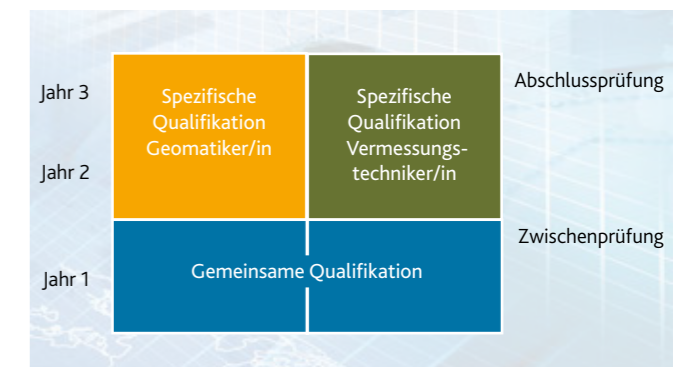 Jahr 3
Spezifische
Qualifikation
Geomatiker/in
Spezifische
Qualifikation
Vermessungs-
techniker/in
Abschlussprüfung
Jahr 2
Zwischenprüfung
Jahr 1
Gemeinsame Qualifikation